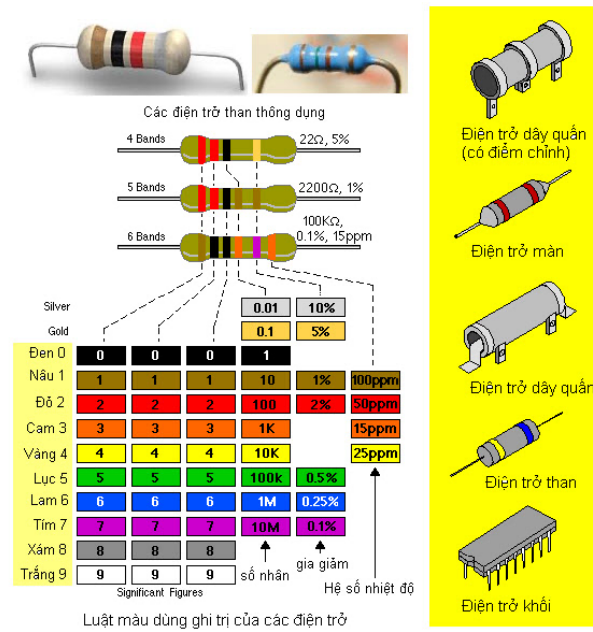 Các điện trở than thông dụng
4 Bands
22Ω, 5%
5 Bands
2200Ω, 1%
6 Bands
100KΩ,
0.1%, 15ppm
Silver 0.01 10%
Gold 0.1 5%
Đen 0 0 0 0 1
Nâu 1 1 1 1 10 1% 100ppm
Đỏ 2 2 2 2 100 2% 50ppm
Cam 3 3 3 3 1K 15ppm
Vàng 4 4 4 4 10K 25ppm
Lục 5 5 5 5 100k 0.5%
Lam 6 6 6 6 1M 0.25%
Tím 7 7 7 7 10M 0.1%
Xám 8 8 8 8
Trắng 9 9 9 9
Significant Figures
số nhân
gia giảm
Hệ số nhiệt độ
Luật màu dùng ghi trị của các điện trở
Điện trở dây quấn
(có điểm chỉnh)
Điện trở màn
Điện trở dây quấn
Điện trở than
Điện trở khối